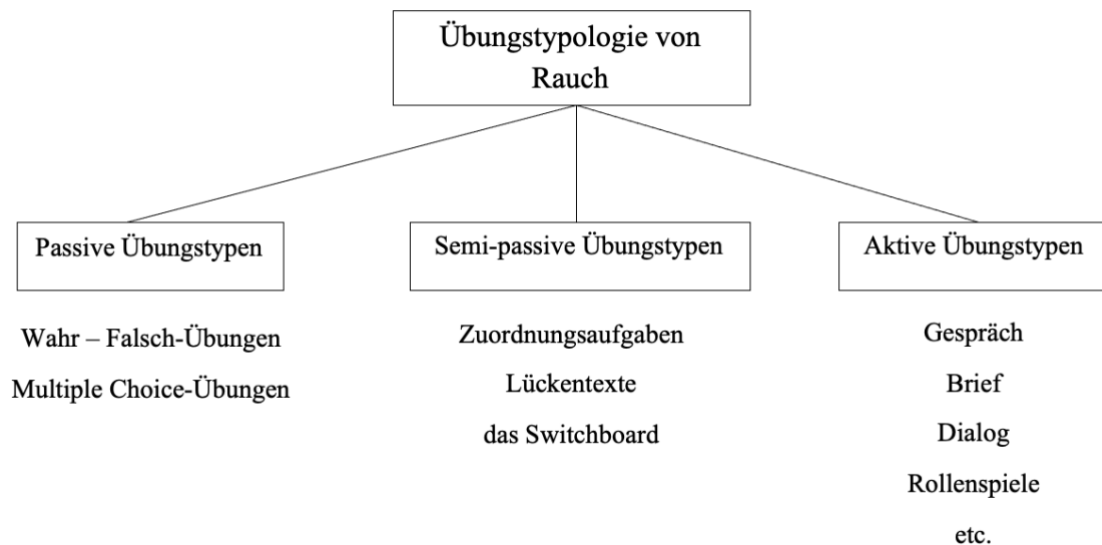 Übungstypologie von
Rauch
Passive Übungstypen
Semi-passive Übungstypen
Aktive Übungstypen
Wahr – Falsch-Übungen
Multiple Choice-Übungen
Zuordnungsaufgaben
Lückentexte
das Switchboard
Gespräch
Brief
Dialog
Rollenspiele
etc.